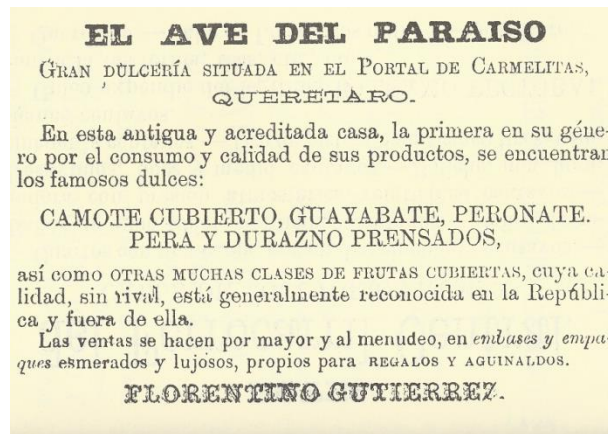 EL AVE DEL PARAISO
GRAN DULCERÍA SITUADA EN EL PORTAL DE CARMELITAS,
QUERETARO.
En esta antigua y acreditada casa, la primera en su géne-
ro por el consumo y calidad de sus productos, se encuentran
los famosos dulces:
CAMOTE CUBIERTO, GUAYABATE, PERONATE.
PERA Y DURAZNO PRENSADOS,
así como OTRAS MUCHAS CLASES DE FRUTAS CUBIERTAS, cuya ca-
lidad, sin rival, está generalmente reconocida en la Repúbli-
ca y fuera de ella.
Las ventas se hacen por mayor y al menudeo, en embases y empa-
ques esmerados y lujosos, propios para REGALOS Y AGUINALDOS.
FLORENTINO GUTIERREZ.